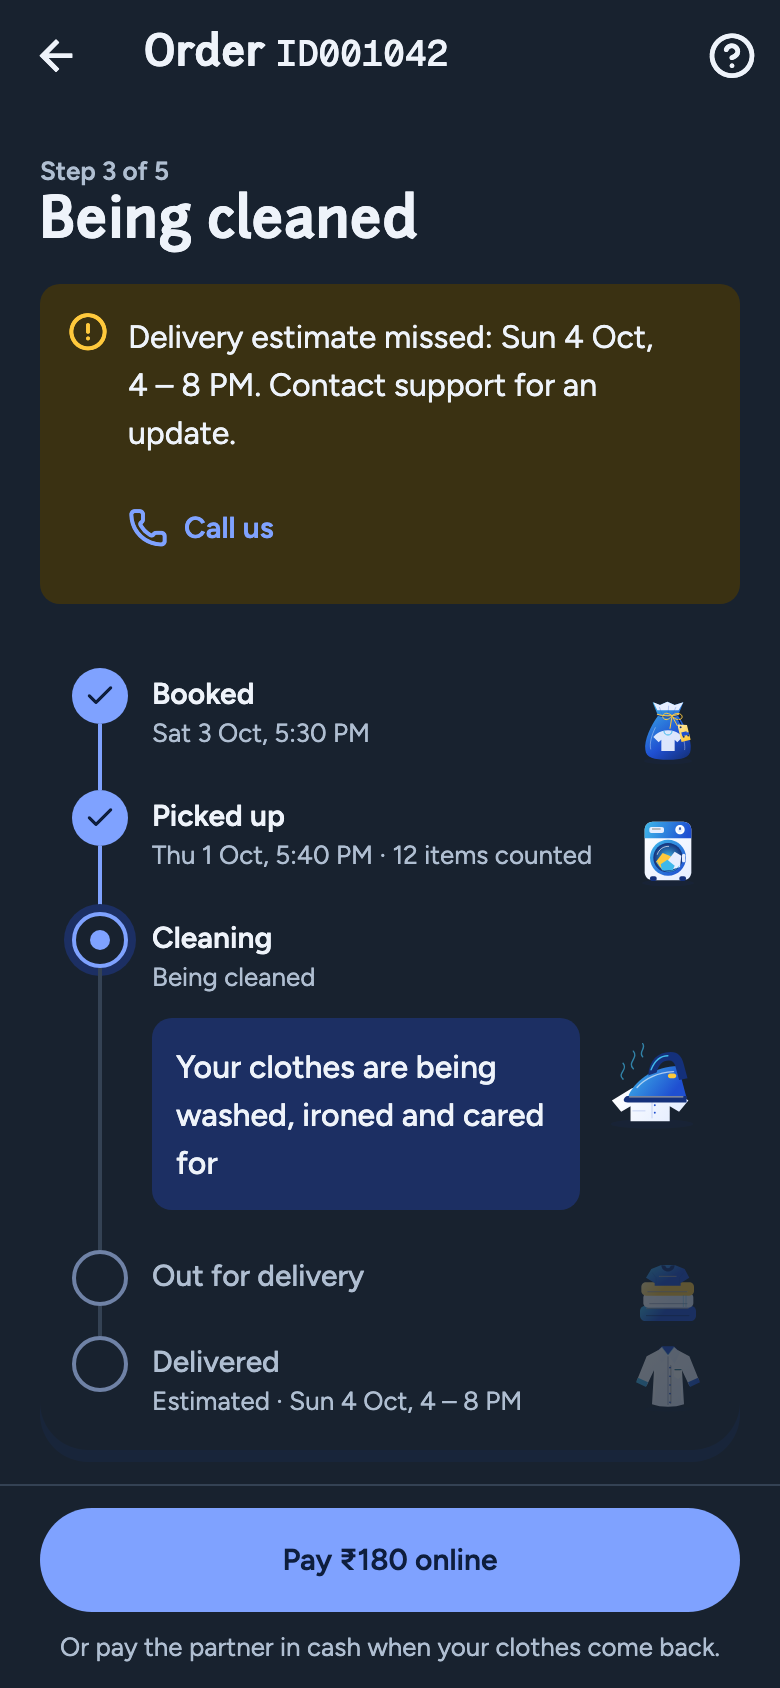 Order ID001042
Step 3 of 5
Being cleaned
Delivery estimate missed: Sun 4 Oct,
4 – 8 PM. Contact support for an
update.
Call us
Booked
Sat 3 Oct, 5:30 PM
Picked up
Thu 1 Oct, 5:40 PM · 12 items counted
Cleaning
Being cleaned
Your clothes are being
washed, ironed and cared
for
Out for delivery
Delivered
Estimated · Sun 4 Oct, 4 – 8 PM
Pay ₹180 online
Or pay the partner in cash when your clothes come back.